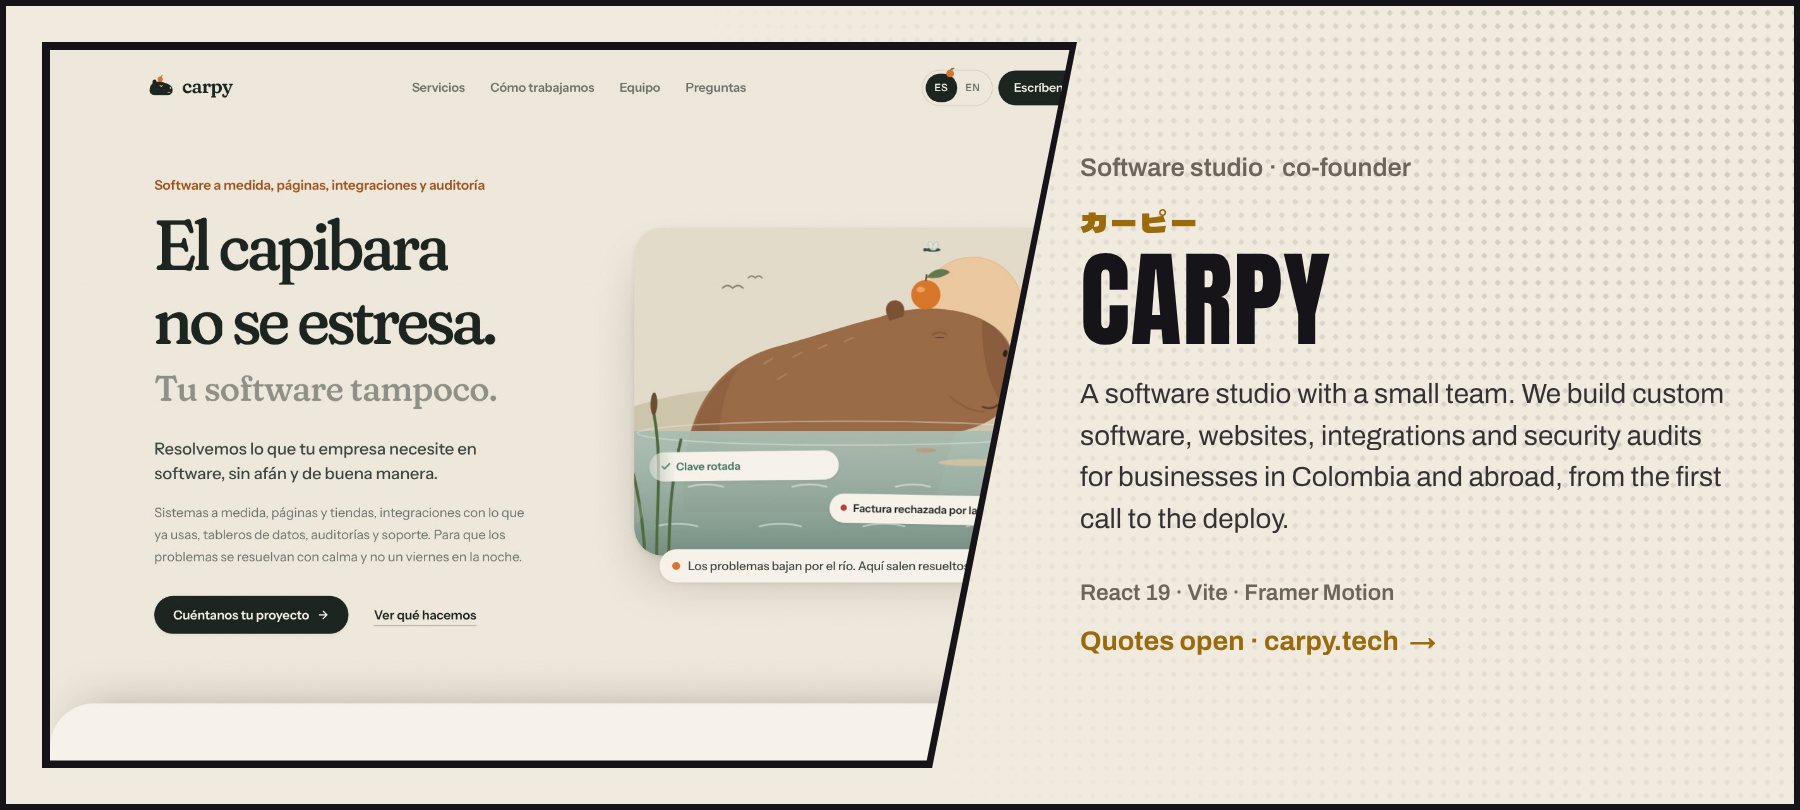 carpy
Servicios Cómo trabajamos Equipo Preguntas
ES EN
Escríben
Software a medida, páginas, integraciones y auditoría
El capibara
no se estresa.
Tu software tampoco.
Resolvemos lo que tu empresa necesite en
software, sin afán y de buena manera.
Sistemas a medida, páginas y tiendas, integraciones con lo que
ya usas, tableros de datos, auditorías y soporte. Para que los
problemas se resuelvan con calma y no un viernes en la noche.
Cuéntanos tu proyecto →
Ver qué hacemos
Clave rotada
Factura rechazada por la
Los problemas bajan por el río. Aquí salen resueltos
Software studio · co-founder
カーピー
CARPY
A software studio with a small team. We build custom
software, websites, integrations and security audits
for businesses in Colombia and abroad, from the first
call to the deploy.
React 19 · Vite · Framer Motion
Quotes open · carpy.tech →